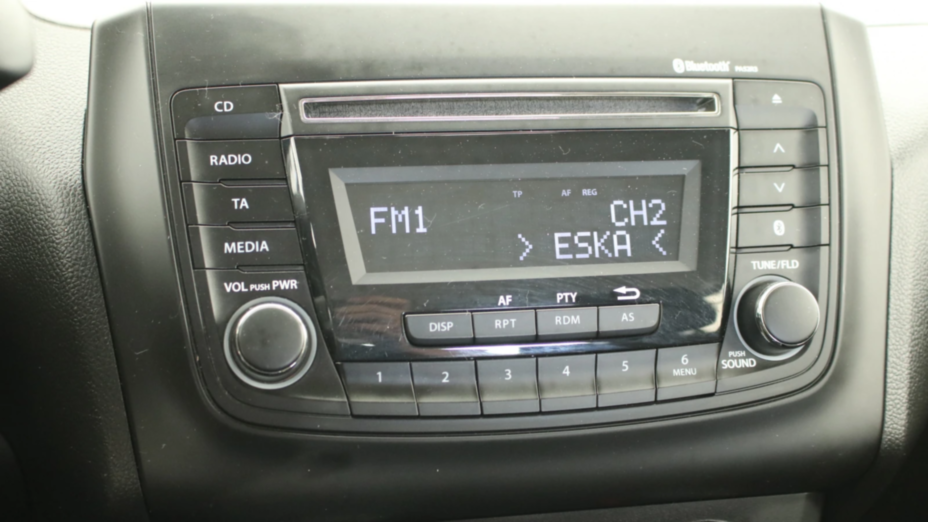 Bluetooth
CD
RADIO
TA
MEDIA
VOL PUSH PWR
TP AF REG
FM1 CH2
> ESKA <
TUNE/FLD
AF PTY
DISP RPT RDM AS
PUSH
SOUND
1 2 3 4 5 6
MENU